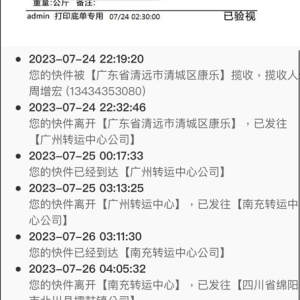 重量:公斤 备注:
admin 打印底单专用 07/24 02:30:00 已验视
2023-07-24 22:19:20
您的快件被【广东省清远市清城区康乐】揽收，揽收人:
周增宏 (13434353080)
2023-07-24 22:32:46
您的快件离开【广东省清远市清城区康乐】，已发往
【广州转运中心公司】
2023-07-25 00:17:33
您的快件已经到达【广州转运中心公司】
2023-07-25 03:13:25
您的快件离开【广州转运中心】，已发往【南充转运中
心公司】
2023-07-26 03:11:30
您的快件已经到达【南充转运中心公司】
2023-07-26 04:05:32
您的快件离开【南充转运中心】，已发往【四川省绵阳